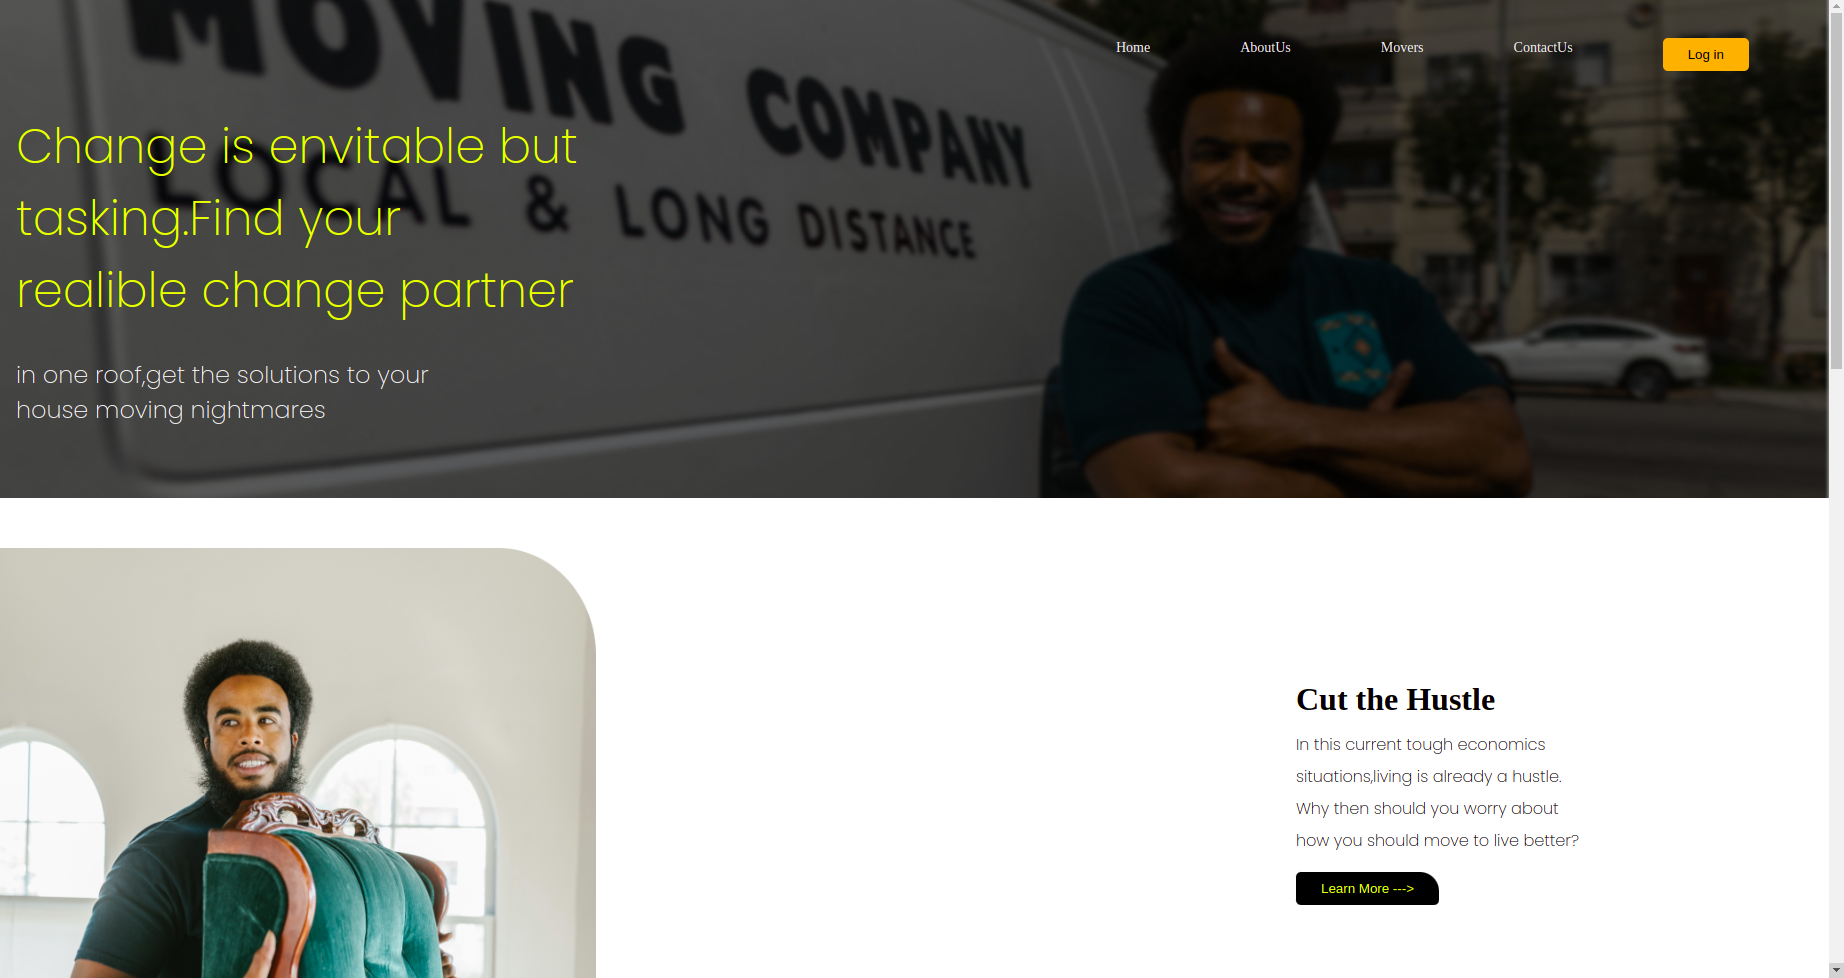 MOVING COMPANY
LOCAL & LONG DISTANCE
Home
AboutUs
Movers
ContactUs
Log in
Change is envitable but
tasking.Find your
realible change partner
in one roof,get the solutions to your
house moving nightmares
Cut the Hustle
In this current tough economics
situations,living is already a hustle.
Why then should you worry about
how you should move to live better?
Learn More --->